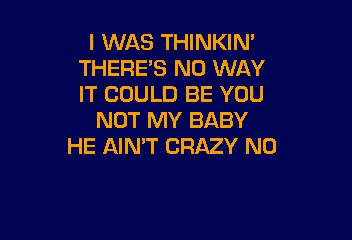 I WAS THINKIN'
THERE'S NO WAY
IT COULD BE YOU
NOT MY BABY
HE AIN'T CRAZY NO